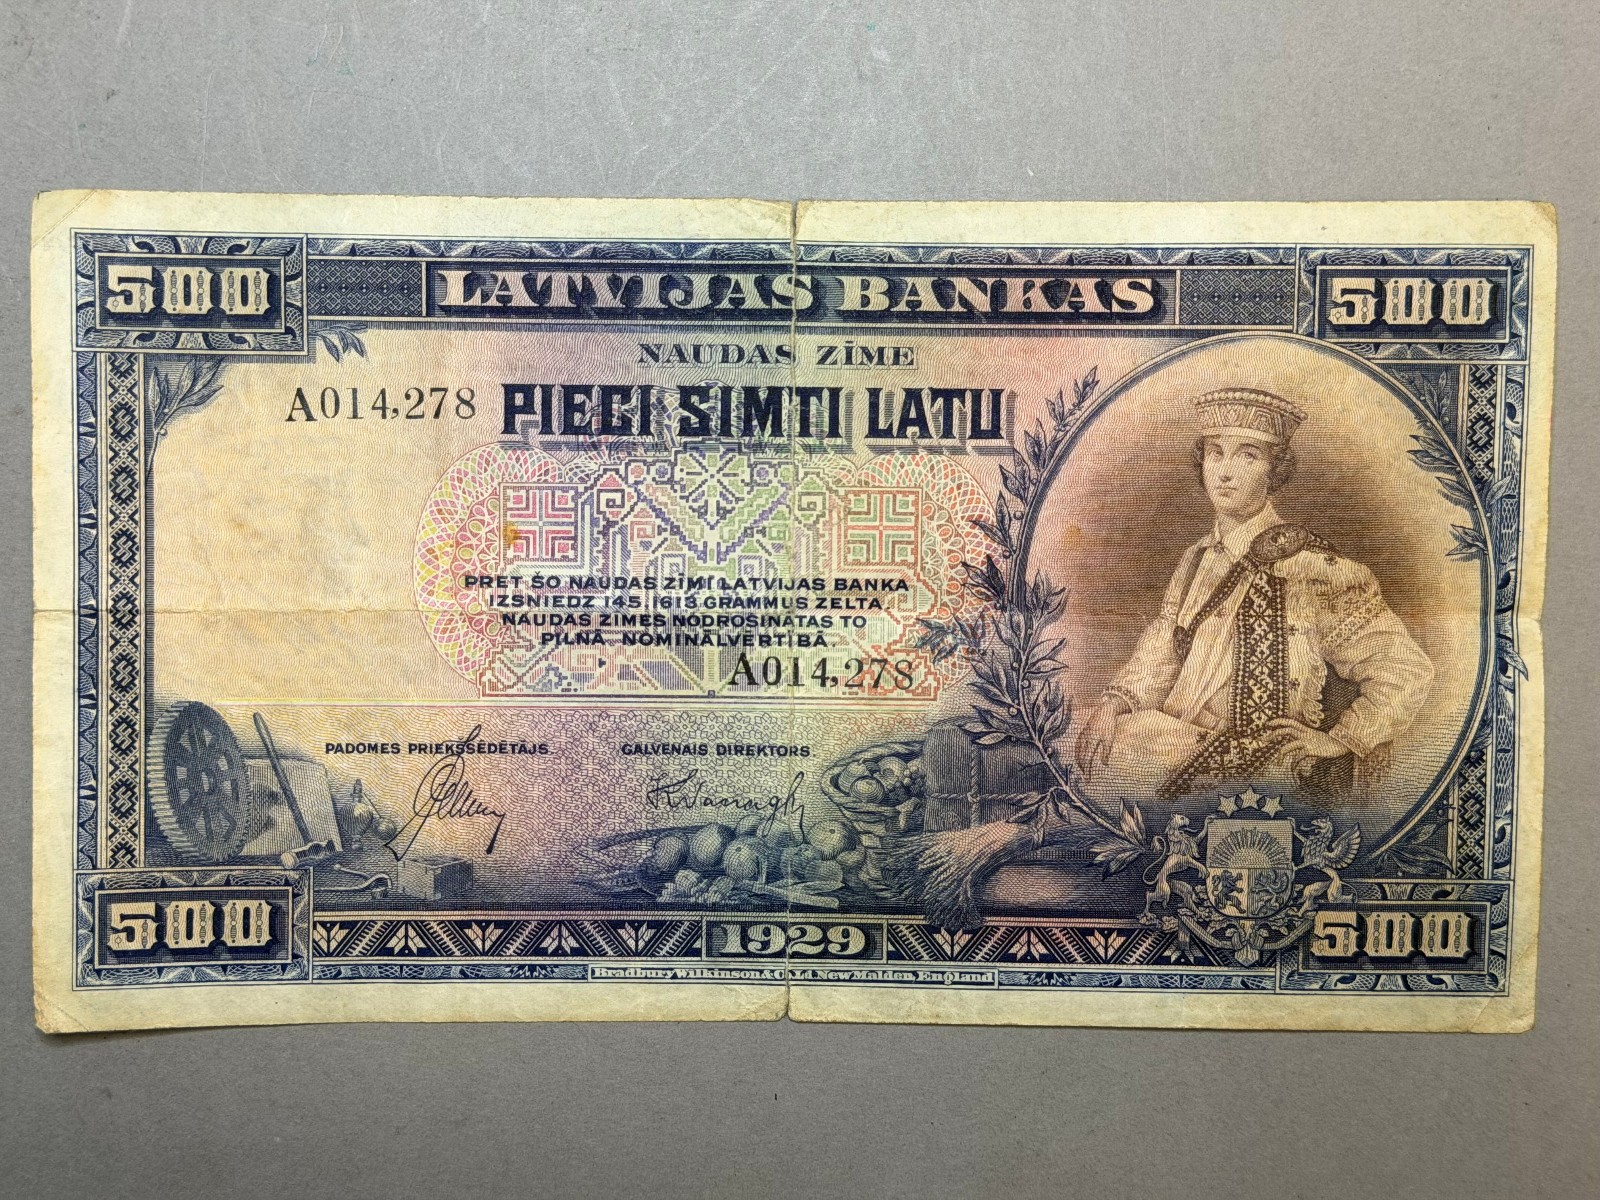 500 LATVIJAS BANKAS 500
NAUDAS ZĪME
A014,278 PIECI SIMTI LATU
PRET ŠO NAUDAS ZĪMI LATVIJAS BANKA
IZSNIEDZ 145,1613 GRAMMUS ZELTA.
NAUDAS ZĪMES NODROŠINĀTAS TO
PILNĀ NOMINĀLVĒRTĪBĀ.
A014,278
PADOMES PRIEKŠSĒDĒTĀJS. GALVENAIS DIREKTORS.
500 1929 500
Bradbury Wilkinson & Co. Ld. New Malden, England